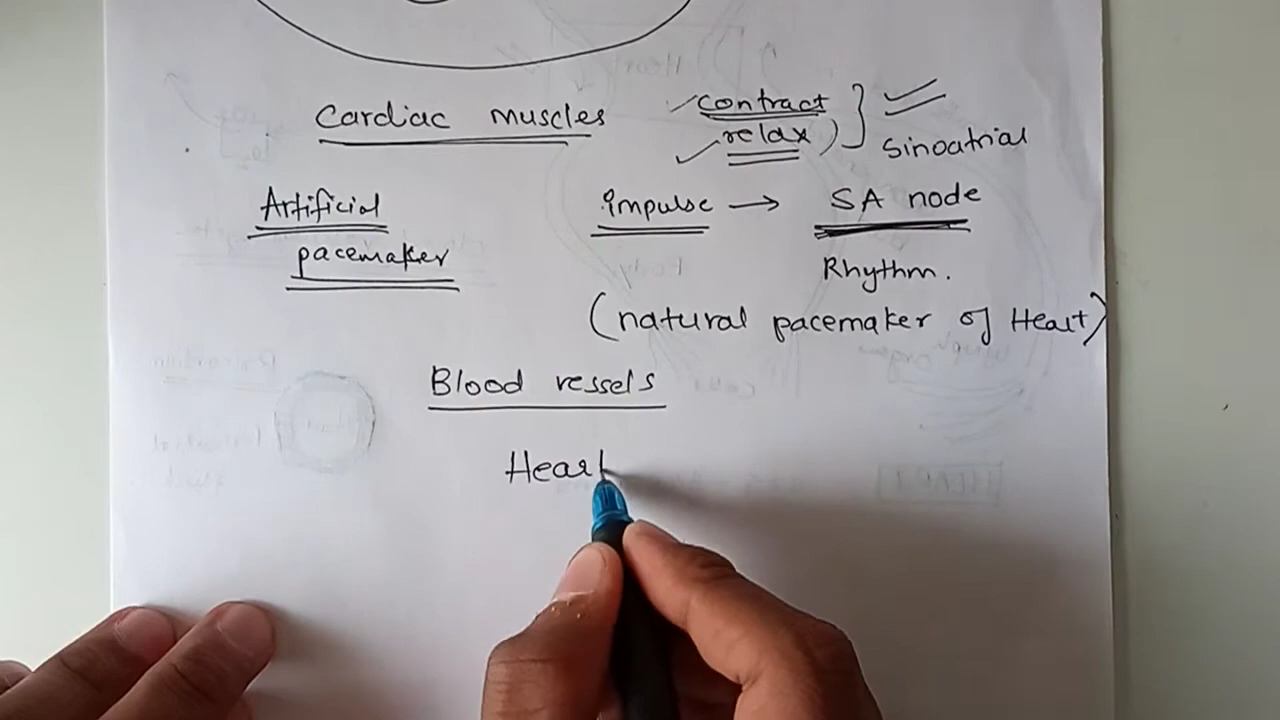 Cardiac muscles
contract
relax
Sinoatrial
Artificial
pacemaker
impulse → SA node
Rhythm.
(natural pacemaker of Heart)
Blood vessels
Heart